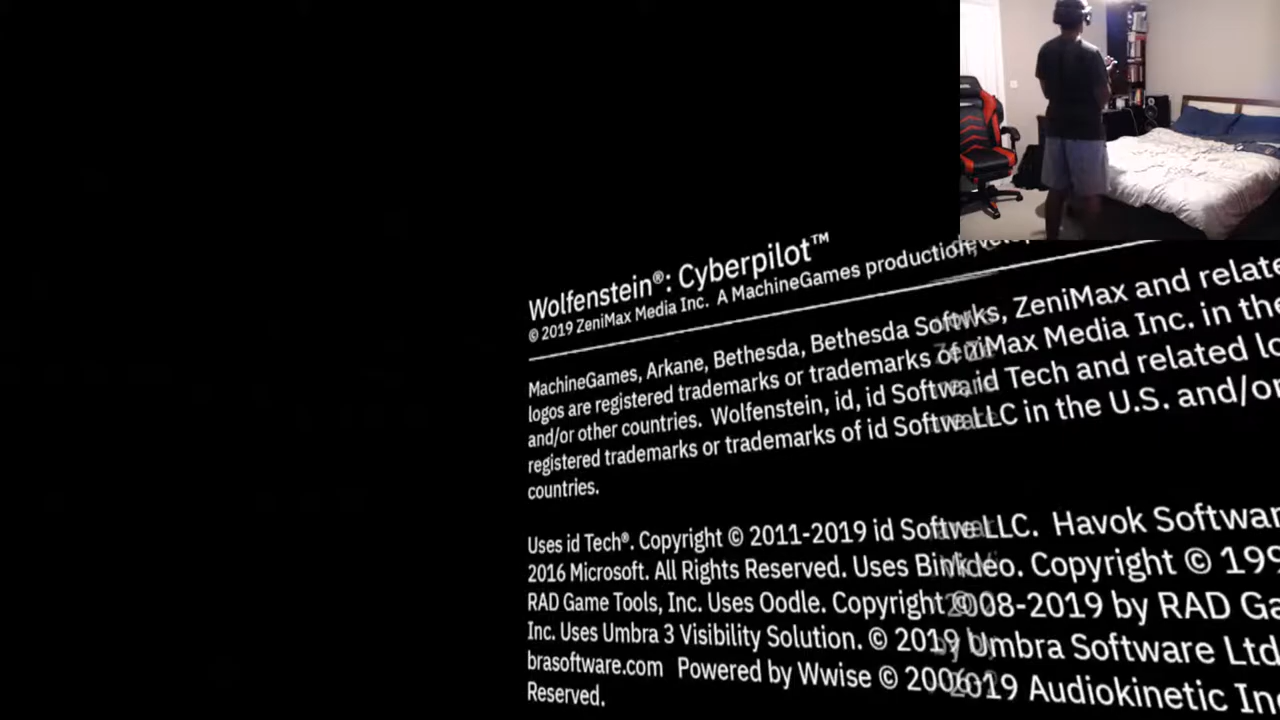 Wolfenstein®: Cyberpilot™
© 2019 ZeniMax Media Inc. A MachineGames production,
MachineGames, Arkane, Bethesda, Bethesda Softwks, ZeniMax and relate
logos are registered trademarks or trademarks of ZeniMax Media Inc. in the
and/or other countries. Wolfenstein, id, id Software, id Tech and related lo
registered trademarks or trademarks of id Software LLC in the U.S. and/or
countries.
Uses id Tech®. Copyright © 2011-2019 id Software LLC. Havok Softwar
2016 Microsoft. All Rights Reserved. Uses Bink Video. Copyright © 199
RAD Game Tools, Inc. Uses Oodle. Copyright © 2008-2019 by RAD Ga
Inc. Uses Umbra 3 Visibility Solution. © 2019 Umbra Software Ltd
brasoftware.com Powered by Wwise © 2006-2019 Audiokinetic Inc
Reserved.